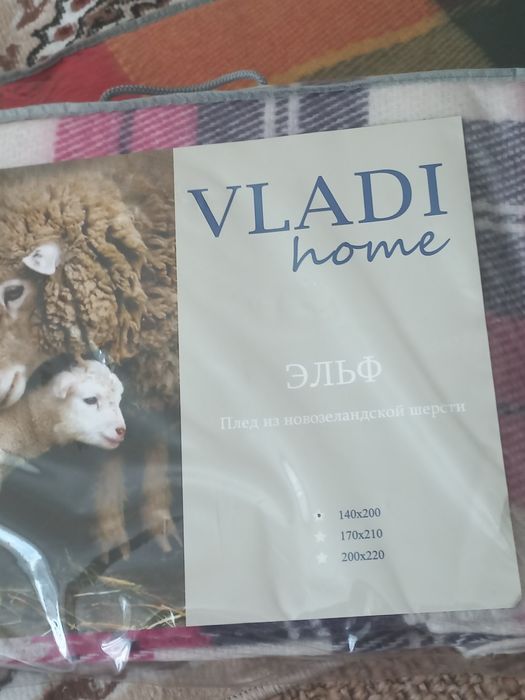 VLADI
home
ЭЛЬФ
Плед из новозеландской шерсти
140x200
170x210
200x220